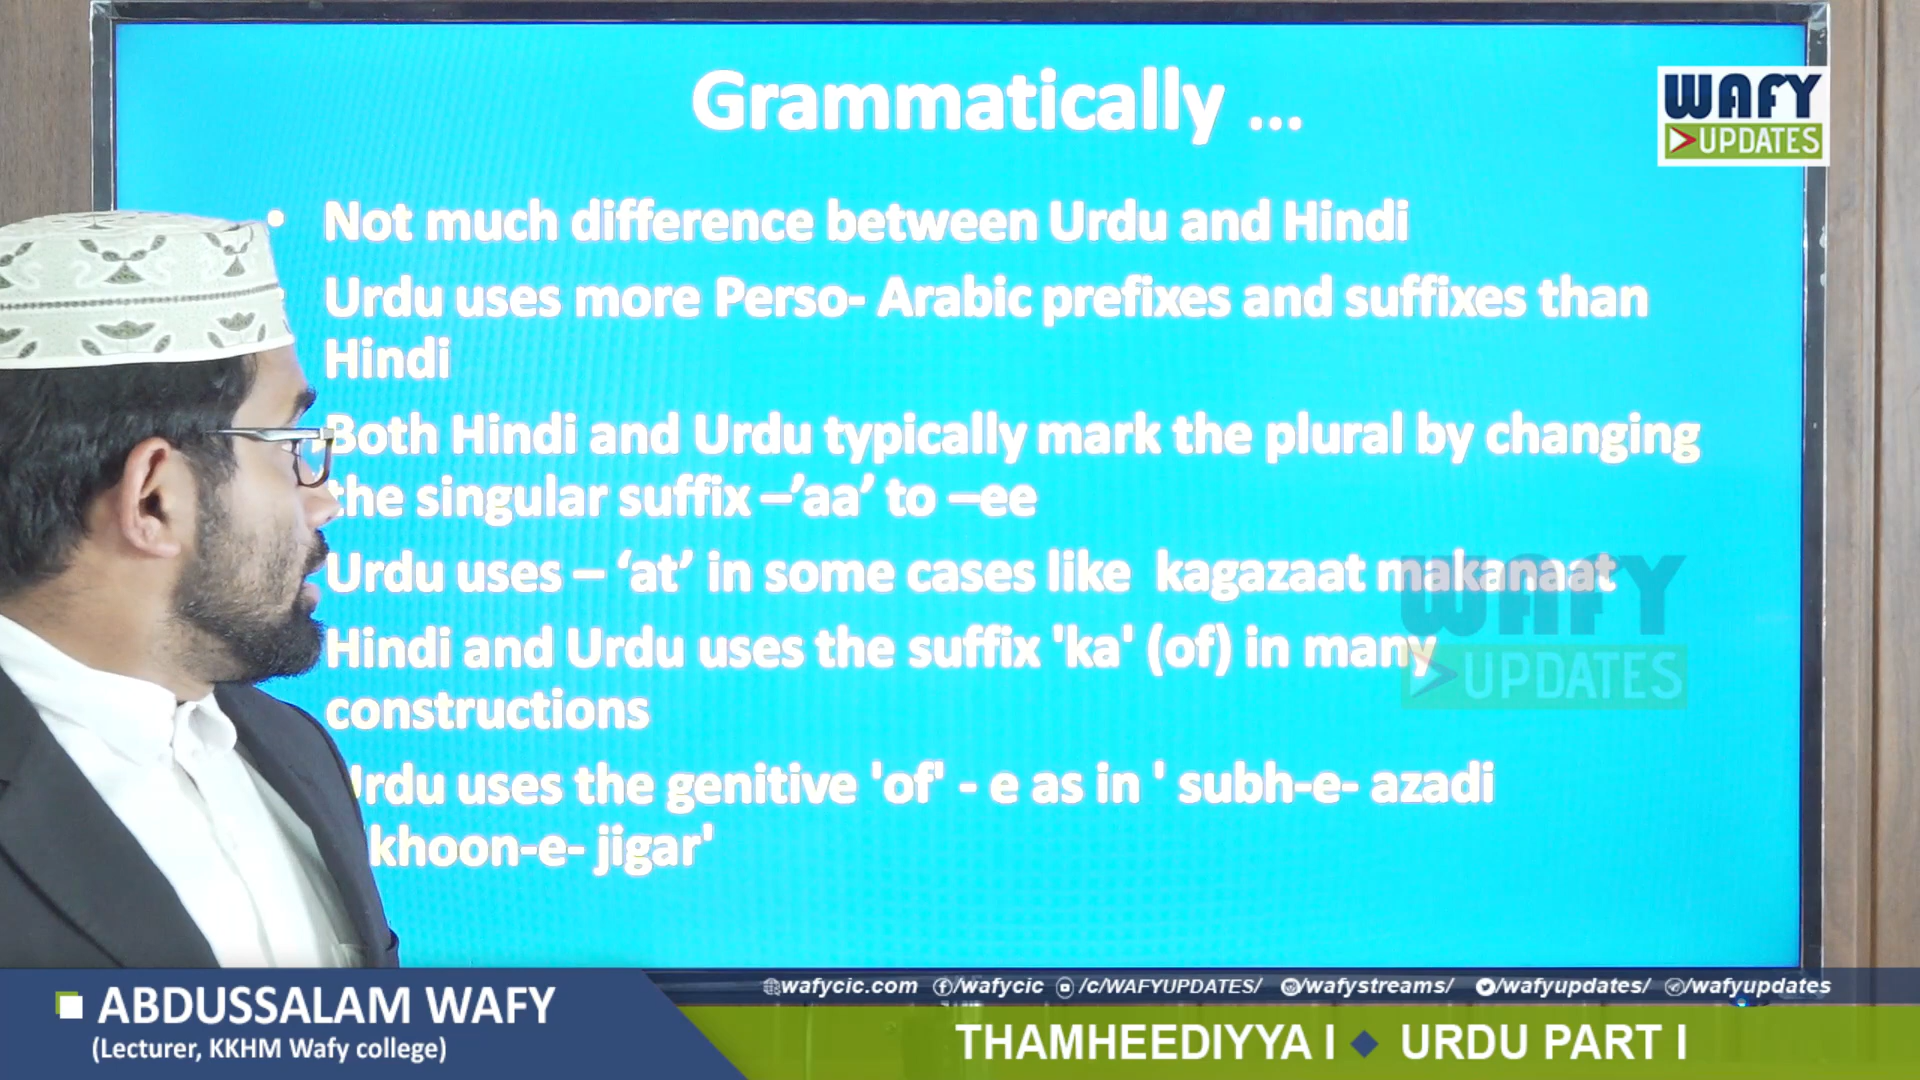 Grammatically ...
WAFY
UPDATES
• Not much difference between Urdu and Hindi
Urdu uses more Perso- Arabic prefixes and suffixes than
Hindi
Both Hindi and Urdu typically mark the plural by changing
the singular suffix –’aa’ to –ee
Urdu uses – ‘at’ in some cases like kagazaat makanaat
WAFY
Hindi and Urdu uses the suffix 'ka' (of) in many
UPDATES
constructions
Urdu uses the genitive 'of' - e as in ' subh-e- azadi
khoon-e- jigar'
wafycic.com /wafycic /c/WAFYUPDATES/ /wafystreams/ /wafyupdates/ /wafyupdates
ABDUSSALAM WAFY
(Lecturer, KKHM Wafy college)
THAMHEEDIYYA I ◆ URDU PART I